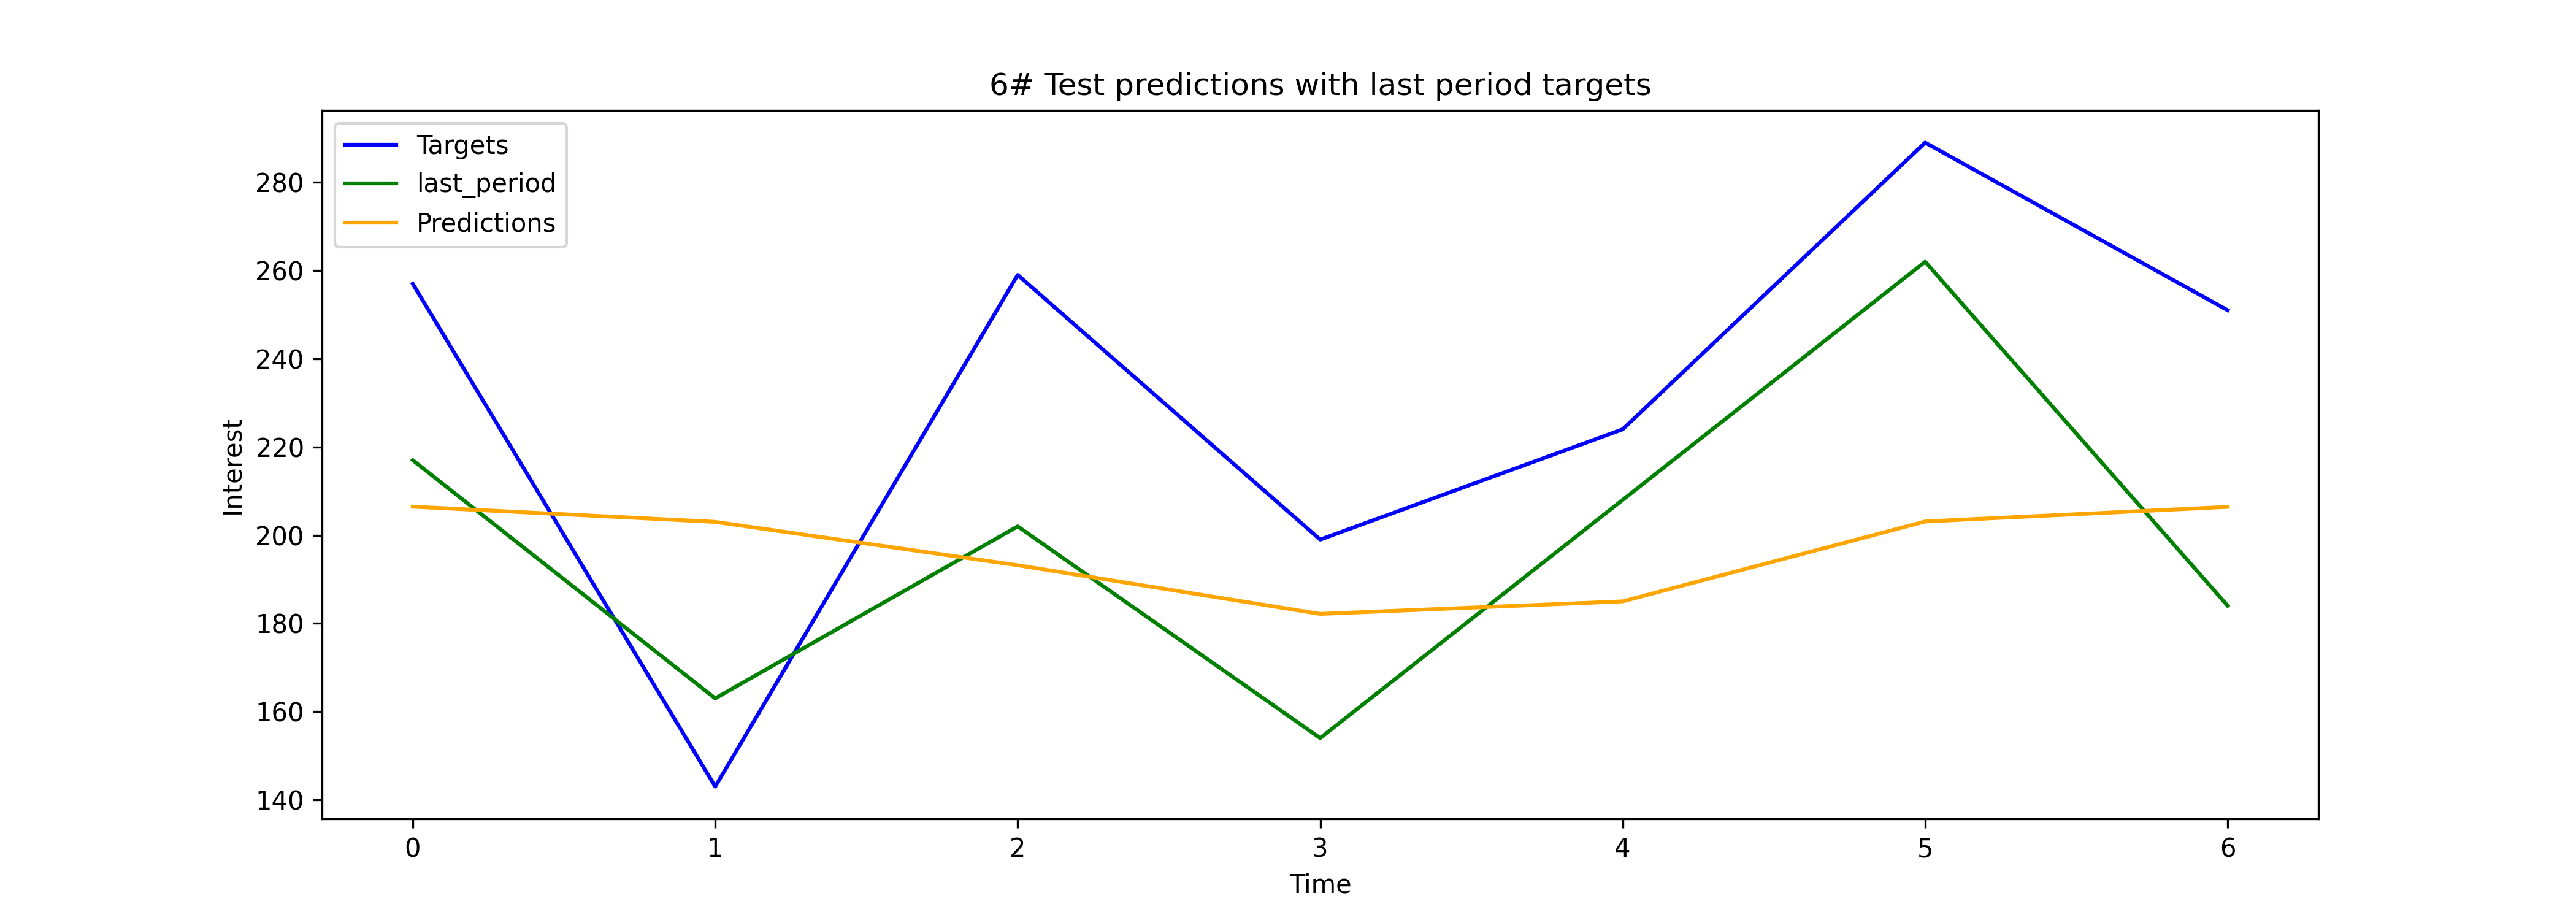 6# Test predictions with last period targets
Targets
last_period
Predictions
280
260
240
220
200
180
160
140
Interest
0 1 2 3 4 5 6
Time